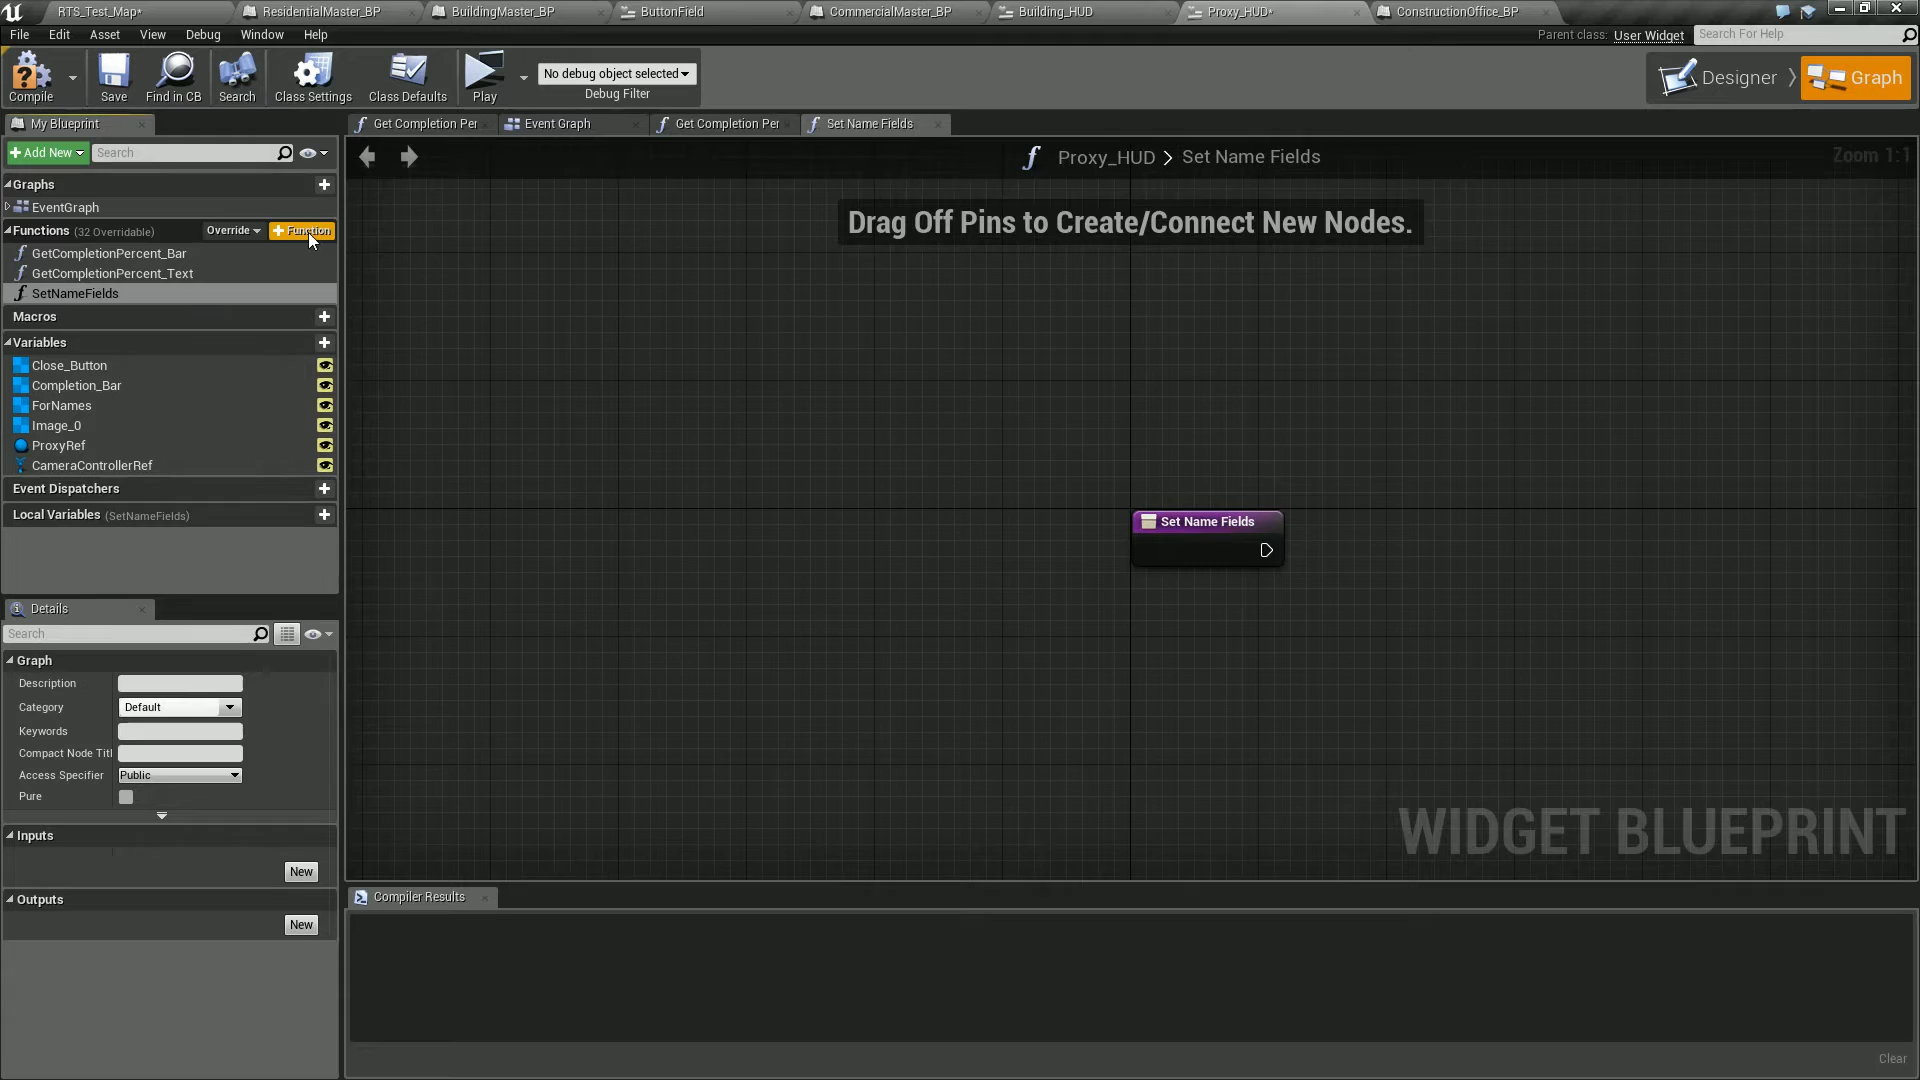 RTS_Test_Map*
ResidentialMaster_BP
BuildingMaster_BP
ButtonField
CommercialMaster_BP
Building_HUD
Proxy_HUD*
ConstructionOffice_BP
File Edit Asset View Debug Window Help
Parent class: User Widget
Search For Help
Compile
Save
Find in CB
Search
Class Settings
Class Defaults
Play
No debug object selected
Debug Filter
Designer
Graph
My Blueprint
Get Completion Per
Event Graph
Get Completion Per
Set Name Fields
+ Add New
Search
Proxy_HUD > Set Name Fields
Zoom 1:1
Graphs
EventGraph
Functions (32 Overridable)
Override
+ Function
GetCompletionPercent_Bar
GetCompletionPercent_Text
SetNameFields
Macros
Variables
Close_Button
Completion_Bar
ForNames
Image_0
ProxyRef
CameraControllerRef
Event Dispatchers
Local Variables (SetNameFields)
Drag Off Pins to Create/Connect New Nodes.
Set Name Fields
WIDGET BLUEPRINT
Details
Search
Graph
Description
Category
Default
Keywords
Compact Node Titl
Access Specifier
Public
Pure
Inputs
New
Outputs
New
Compiler Results
Clear